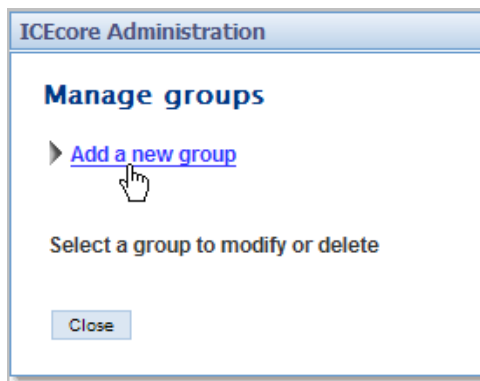 ICEcore Administration
Manage groups
Add a new group
Select a group to modify or delete
Close